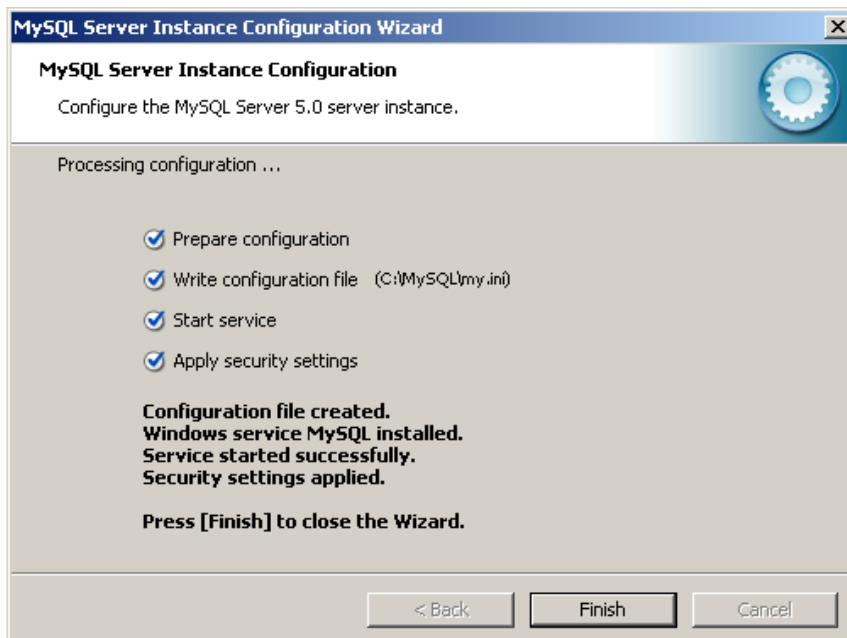 MySQL Server Instance Configuration Wizard
MySQL Server Instance Configuration
Configure the MySQL Server 5.0 server instance.
Processing configuration ...
Prepare configuration
Write configuration file (C:\MySQL\my.ini)
Start service
Apply security settings
Configuration file created.
Windows service MySQL installed.
Service started successfully.
Security settings applied.
Press [Finish] to close the Wizard.
< Back Finish Cancel